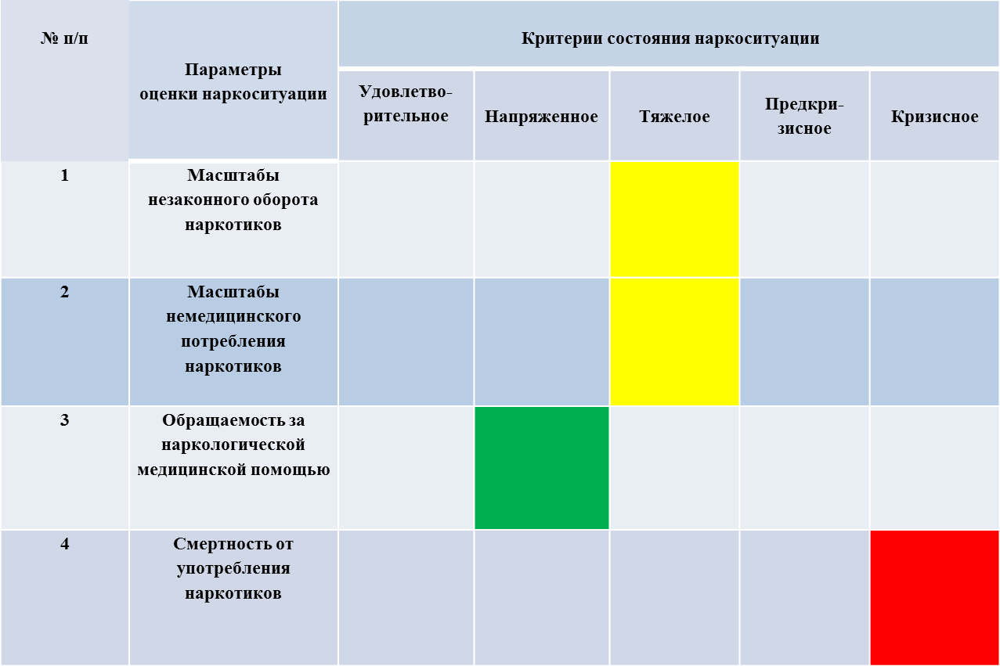 № п/п
Параметры
оценки наркоситуации
Критерии состояния наркоситуации
Удовлетво-
рительное
Напряженное
Тяжелое
Предкри-
зисное
Кризисное
1
Масштабы
незаконного оборота
наркотиков
2
Масштабы
немедицинского
потребления
наркотиков
3
Обращаемость за
наркологической
медицинской помощью
4
Смертность от
употребления
наркотиков